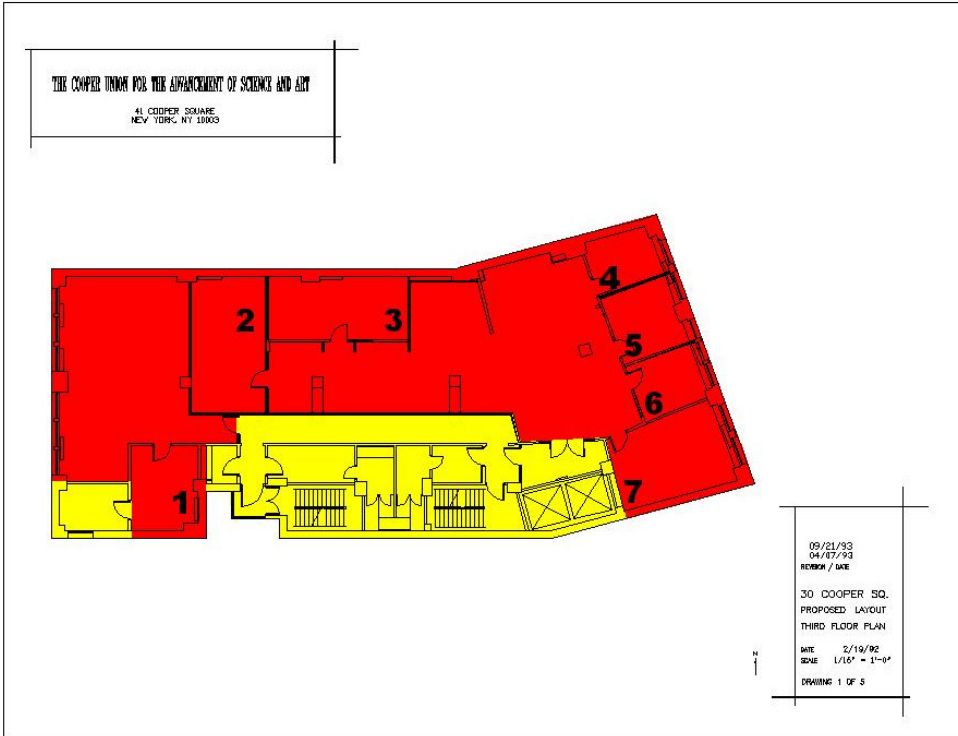 THE COOPER UNION FOR THE ADVANCEMENT OF SCIENCE AND ART
41 COOPER SQUARE
NEW YORK, NY 10003
4
2
3
5
6
1
7
09/21/93
04/07/93
REVISION / DATE
30 COOPER SQ.
PROPOSED LAYOUT
THIRD FLOOR PLAN
N
DATE 2/19/92
SCALE 1/16" = 1'-0"
DRAWING 1 OF 5